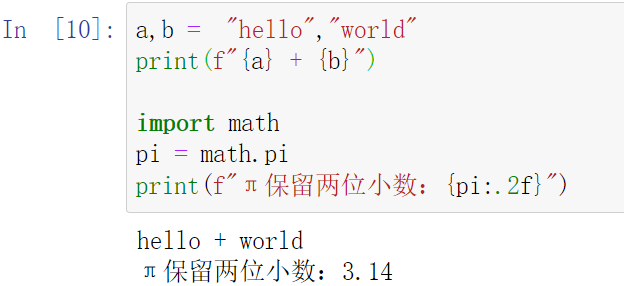 In [10]: a,b = "hello","world"
print(f"{a} + {b}")
import math
pi = math.pi
print(f"π保留两位小数：{pi:.2f}")
hello + world
π保留两位小数：3.14